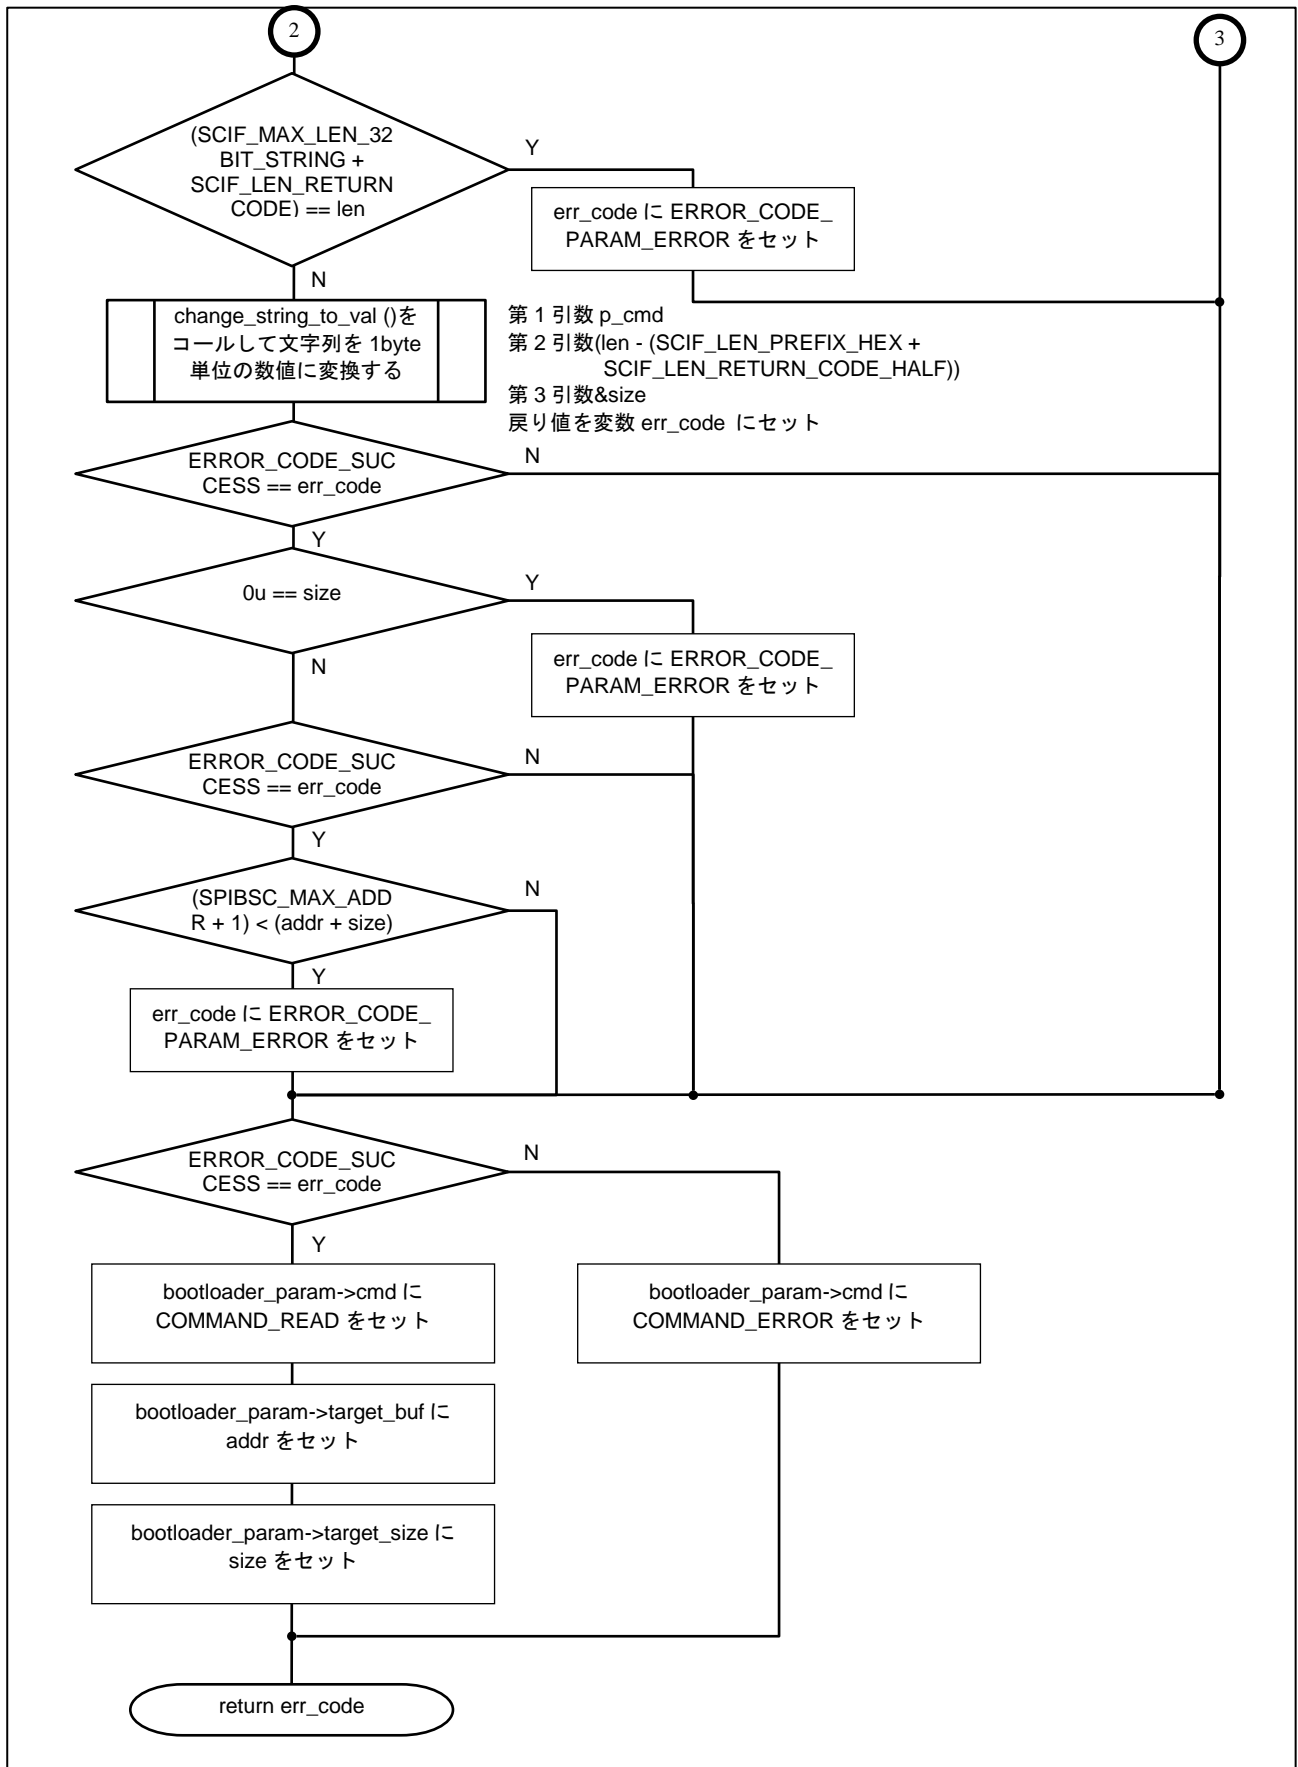 2
3
(SCIF_MAX_LEN_32
BIT_STRING +
SCIF_LEN_RETURN
CODE) == len
Y
err_code に ERROR_CODE_
PARAM_ERROR をセット
N
change_string_to_val ()を
コールして文字列を 1byte
単位の数値に変換する
第 1 引数 p_cmd
第 2 引数(len - (SCIF_LEN_PREFIX_HEX +
SCIF_LEN_RETURN_CODE_HALF))
第 3 引数&size
戻り値を変数 err_code にセット
ERROR_CODE_SUC
CESS == err_code
N
Y
0u == size
Y
err_code に ERROR_CODE_
PARAM_ERROR をセット
N
ERROR_CODE_SUC
CESS == err_code
N
Y
(SPIBSC_MAX_ADD
R + 1) < (addr + size)
N
Y
err_code に ERROR_CODE_
PARAM_ERROR をセット
ERROR_CODE_SUC
CESS == err_code
N
Y
bootloader_param->cmd に
COMMAND_READ をセット
bootloader_param->cmd に
COMMAND_ERROR をセット
bootloader_param->target_buf に
addr をセット
bootloader_param->target_size に
size をセット
return err_code